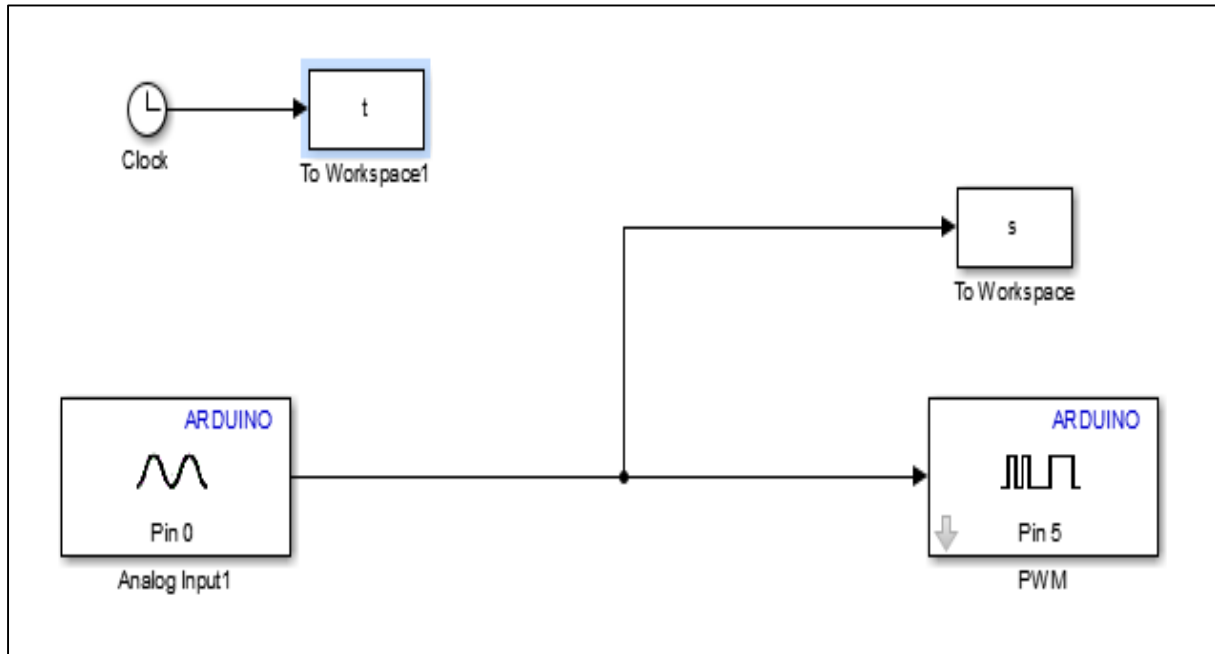 t
Clock
To Workspace1
s
To Workspace
ARDUINO
Pin 0
Analog Input1
ARDUINO
Pin 5
PWM